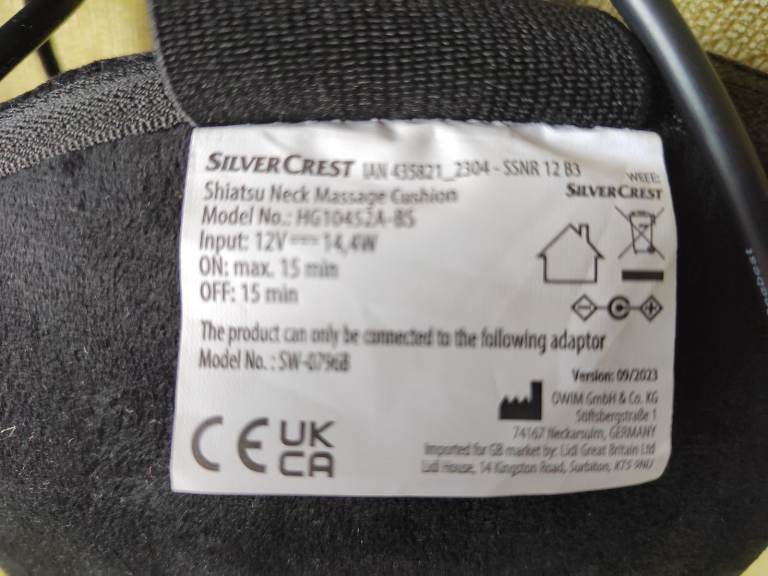 SILVERCREST IAN 435821_2304 - SSNR 12 B3
Shiatsu Neck Massage Cushion
Model No.: HG10452A-BS
Input: 12V⎓14,4W
ON: max. 15 min
OFF: 15 min
WEEE:
SILVERCREST
The product can only be connected to the following adaptor
Model No.: SW-0796B
Version: 09/2023
OWIM GmbH & Co. KG
Stiftsbergstraße 1
74167 Neckarsulm, GERMANY
Imported for GB market by: Lidl Great Britain Ltd
Lidl House, 14 Kingston Road, Surbiton, KT5 9NU
CE UK
CA